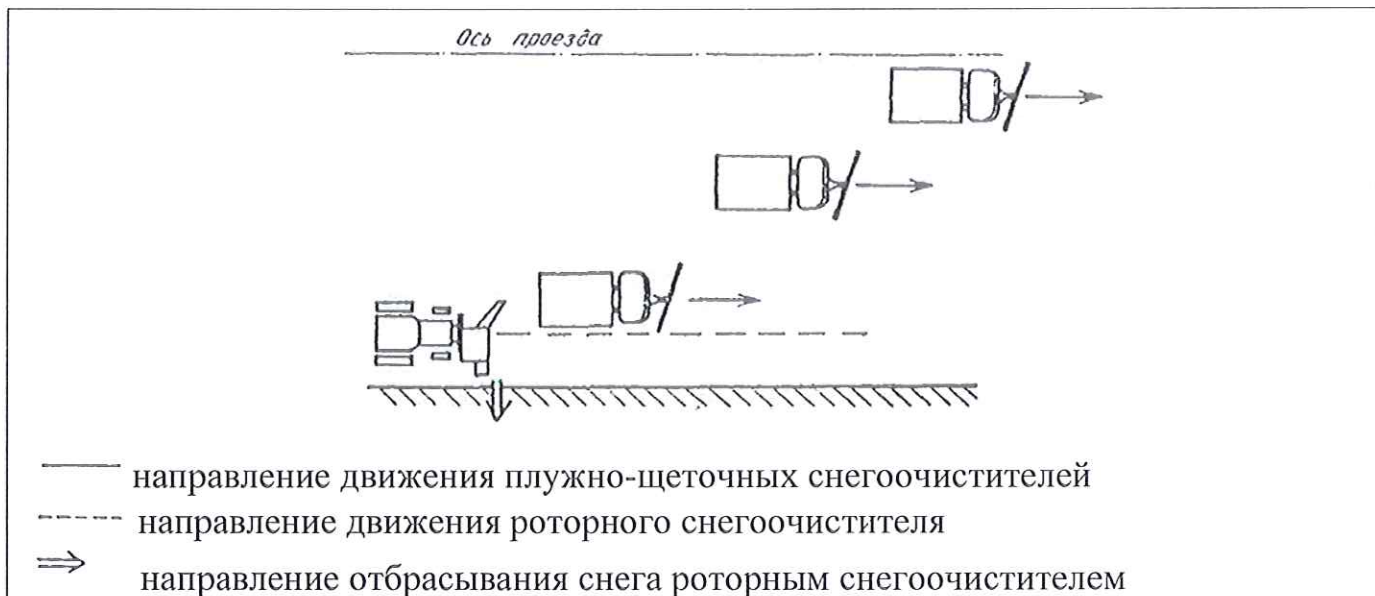 Ось проезда
направление движения плужно-щеточных снегоочистителей
направление движения роторного снегоочистителя
направление отбрасывания снега роторным снегоочистителем